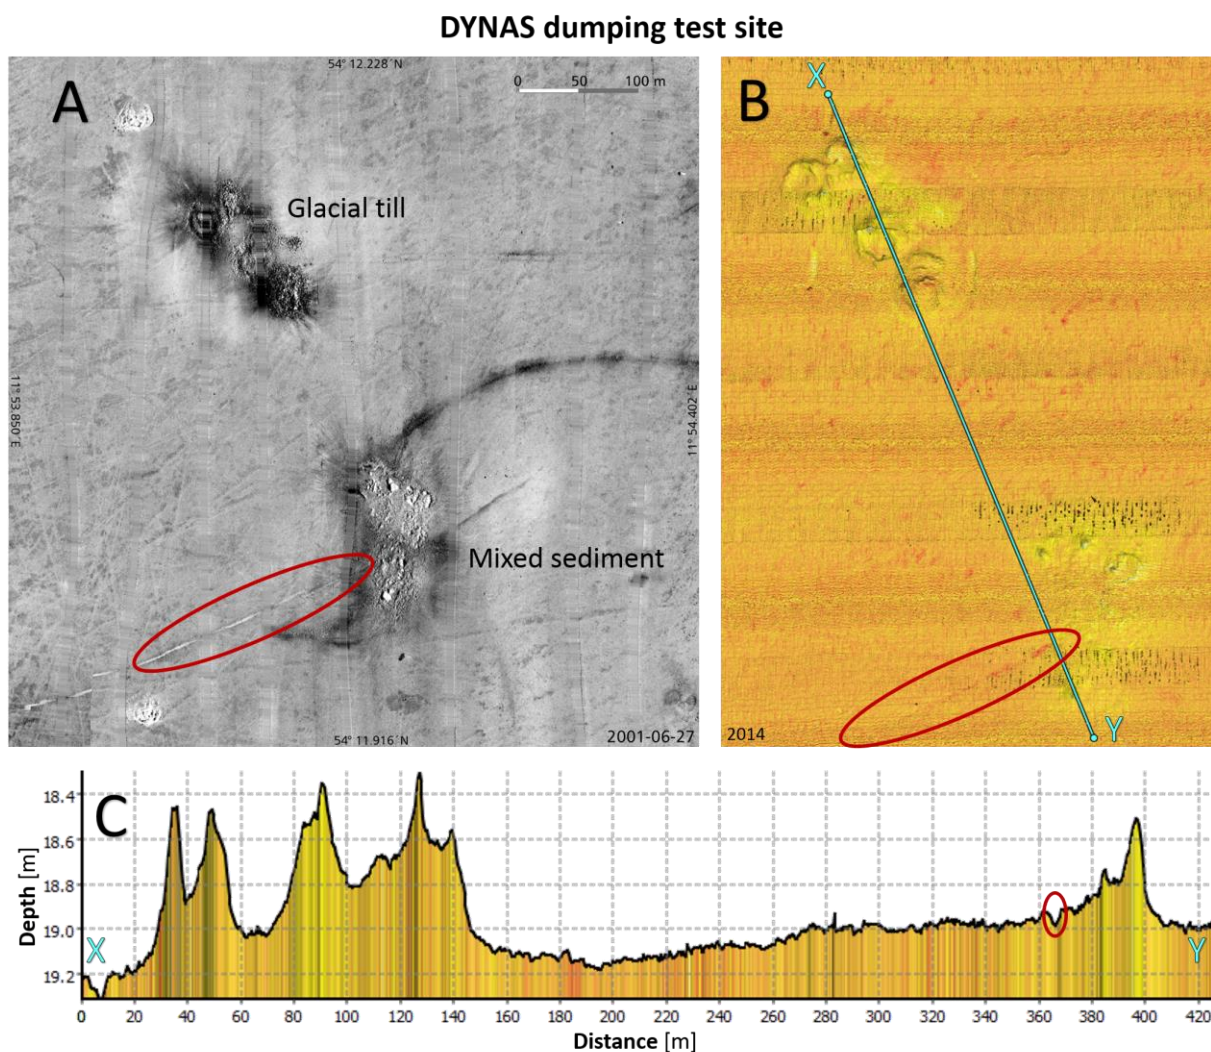 DYNAS dumping test site
A
54° 12.228´N
0 50 100 m
Glacial till
11° 53.850´E
11° 54.402´E
Mixed sediment
54° 11.916´N
2001-06-27
B
X
Y
2014
C
18.4
18.6
18.8
19.0
19.2
Depth [m]
X
Y
0 20 40 60 80 100 120 140 160 180 200 220 240 260 280 300 320 340 360 380 400 420
Distance [m]